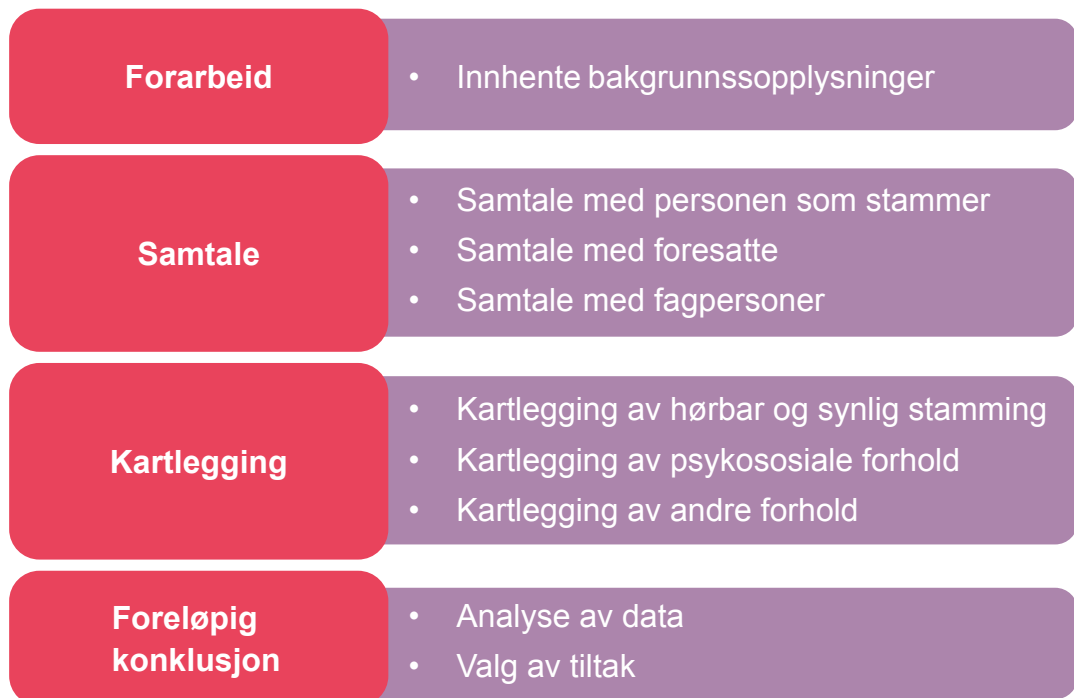 Forarbeid
• Innhente bakgrunnssopplysninger
Samtale
• Samtale med personen som stammer
• Samtale med foresatte
• Samtale med fagpersoner
Kartlegging
• Kartlegging av hørbar og synlig stamming
• Kartlegging av psykososiale forhold
• Kartlegging av andre forhold
Foreløpig
konklusjon
• Analyse av data
• Valg av tiltak